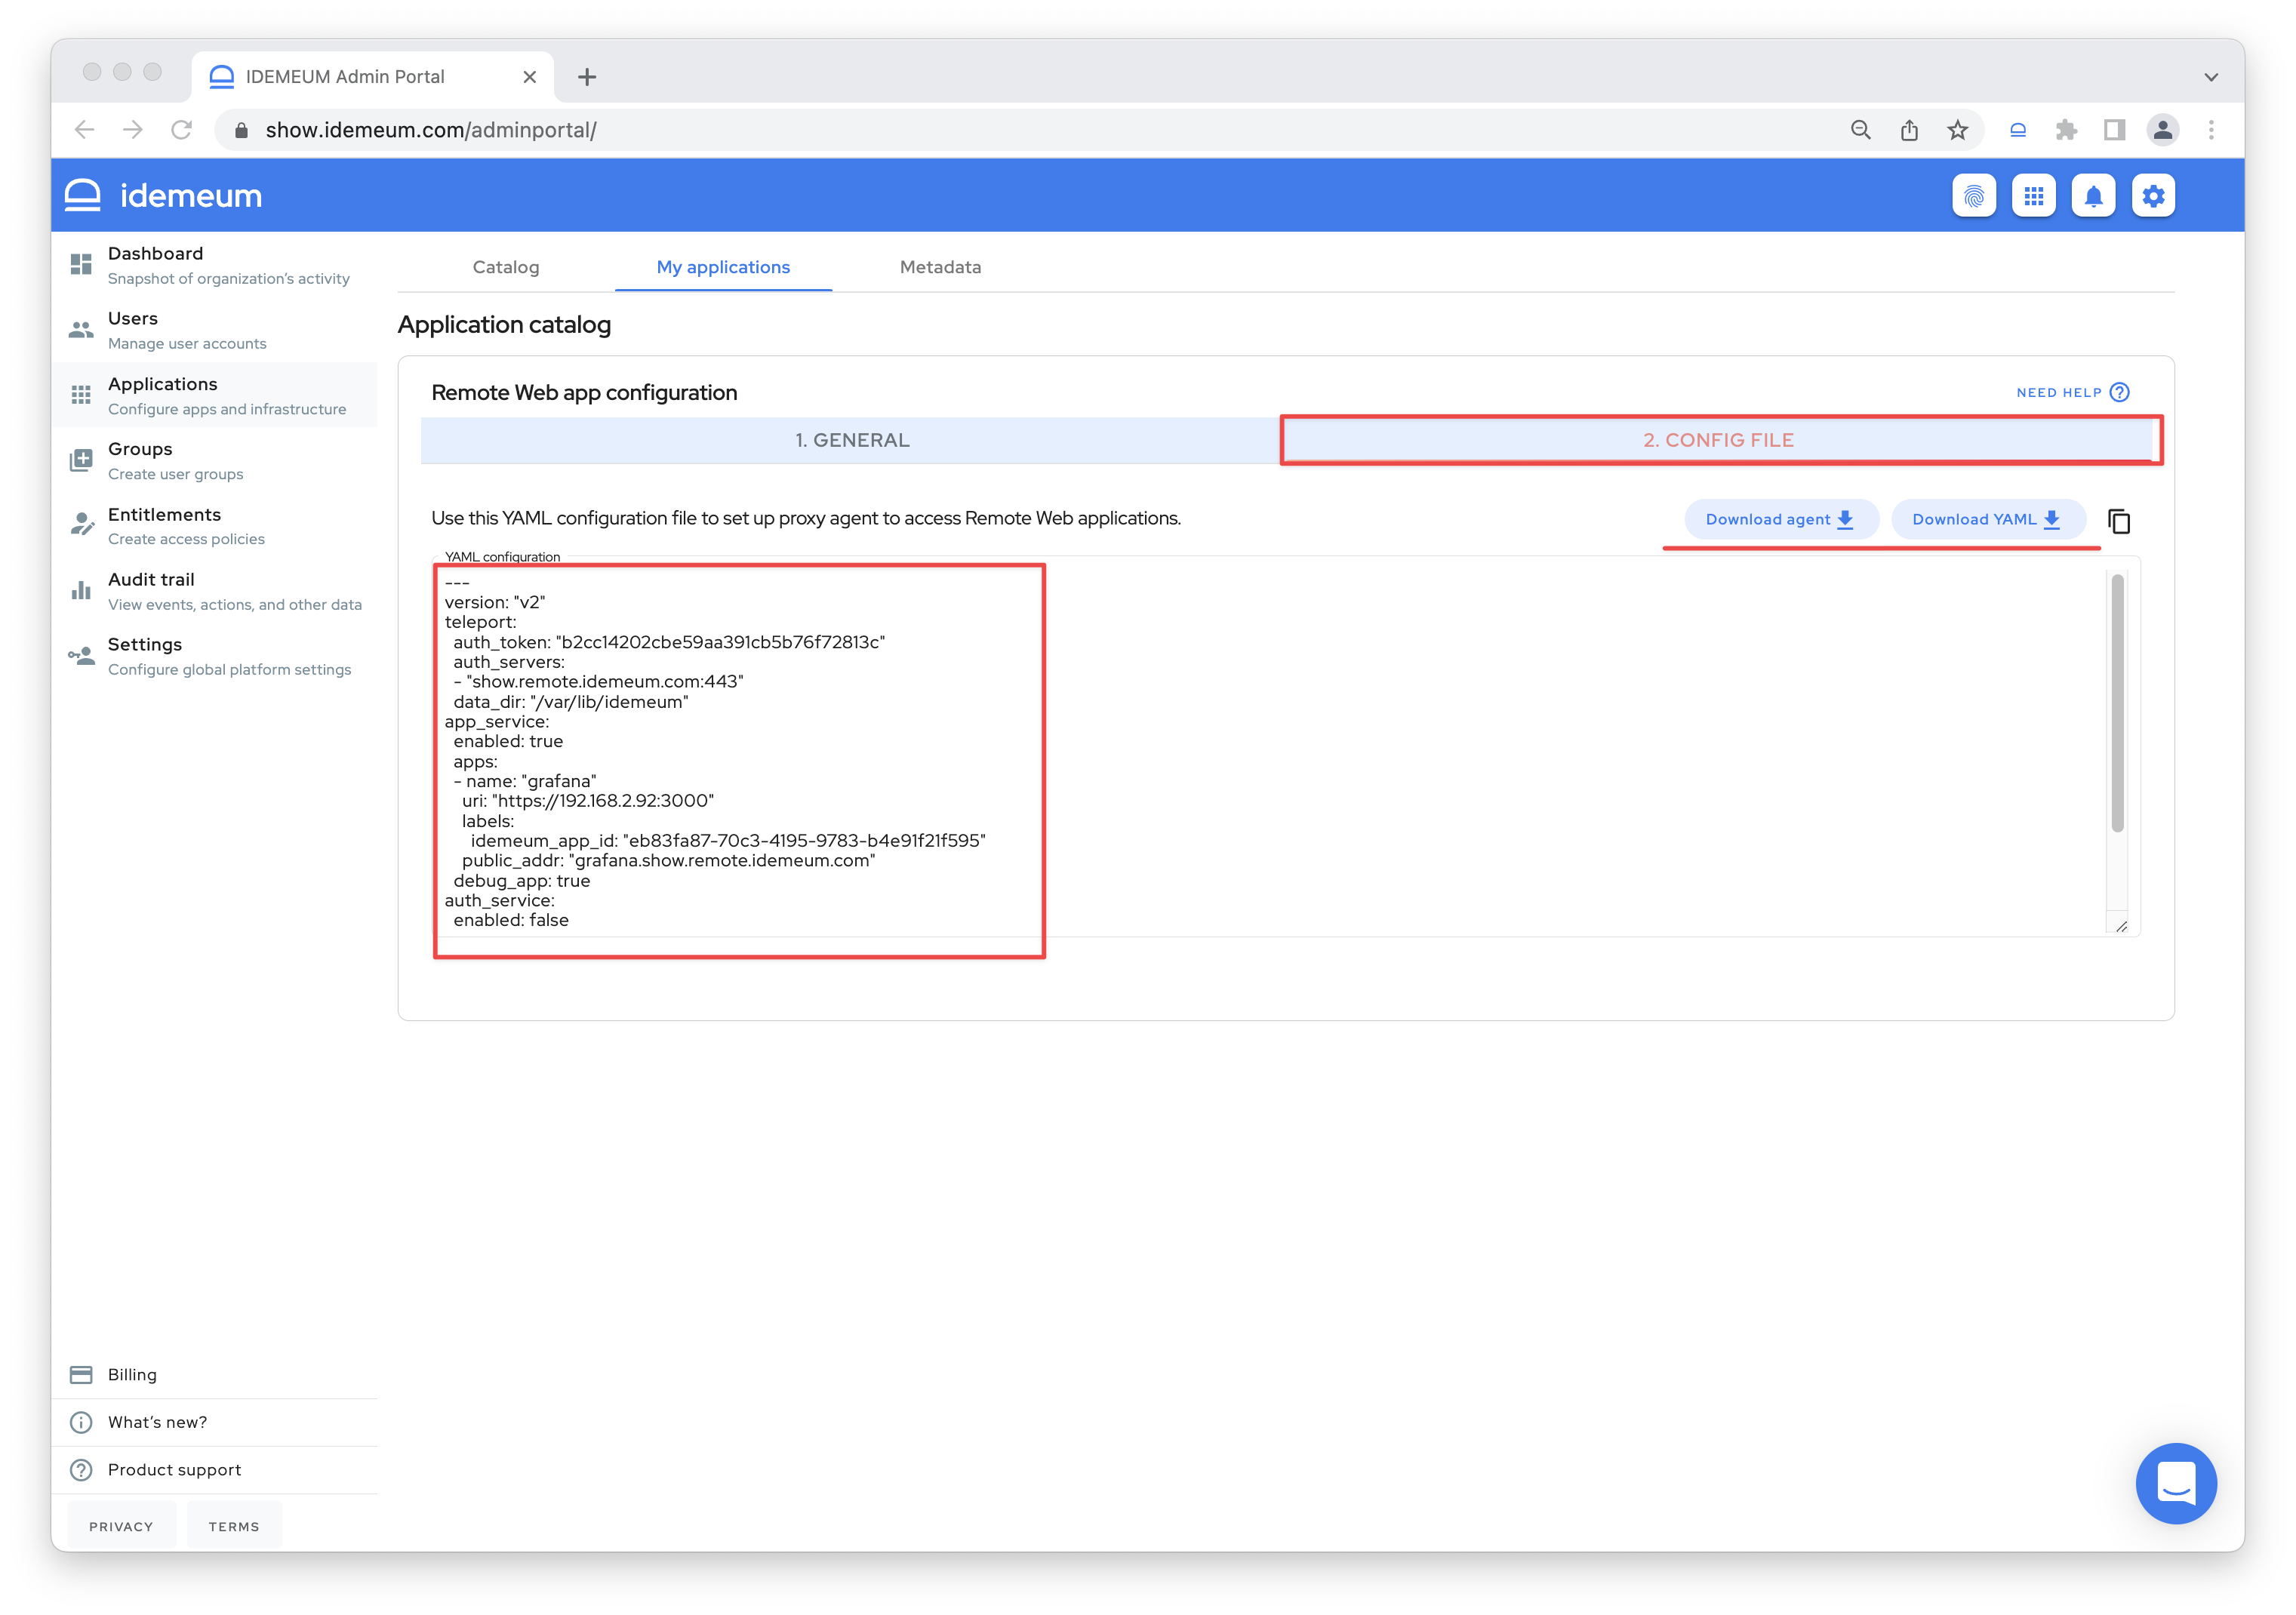 IDEMEUM Admin Portal
show.idemeum.com/adminportal/
idemeum
Dashboard
Snapshot of organization's activity
Users
Manage user accounts
Applications
Configure apps and infrastructure
Groups
Create user groups
Entitlements
Create access policies
Audit trail
View events, actions, and other data
Settings
Configure global platform settings
Billing
What's new?
Product support
PRIVACY TERMS
Catalog My applications Metadata
Application catalog
Remote Web app configuration
NEED HELP
1. GENERAL 2. CONFIG FILE
Use this YAML configuration file to set up proxy agent to access Remote Web applications.
Download agent Download YAML
YAML configuration
---
version: "v2"
teleport:
  auth_token: "b2cc14202cbe59aa391cb5b76f72813c"
  auth_servers:
  - "show.remote.idemeum.com:443"
  data_dir: "/var/lib/idemeum"
app_service:
  enabled: true
  apps:
  - name: "grafana"
    uri: "https://192.168.2.92:3000"
    labels:
      idemeum_app_id: "eb83fa87-70c3-4195-9783-b4e91f21f595"
    public_addr: "grafana.show.remote.idemeum.com"
  debug_app: true
auth_service:
  enabled: false